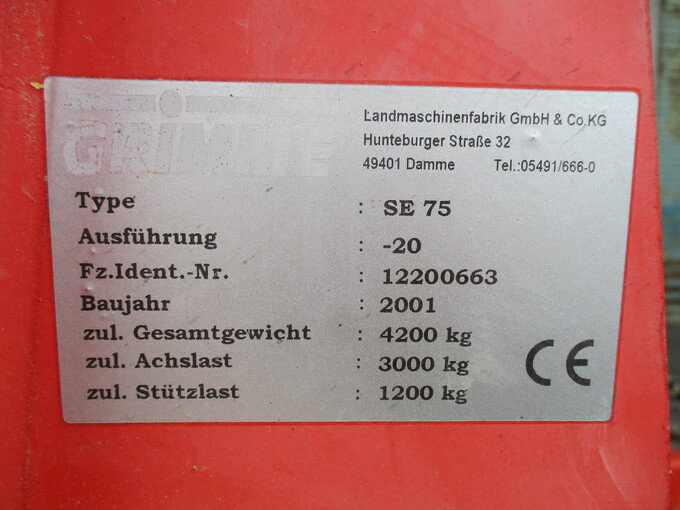 GRIMME
Landmaschinenfabrik GmbH & Co.KG
Hunteburger Straße 32
49401 Damme Tel.:05491/666-0
Type : SE 75
Ausführung : -20
Fz.Ident.-Nr. : 12200663
Baujahr : 2001
zul. Gesamtgewicht : 4200 kg
zul. Achslast : 3000 kg
zul. Stützlast : 1200 kg
CE